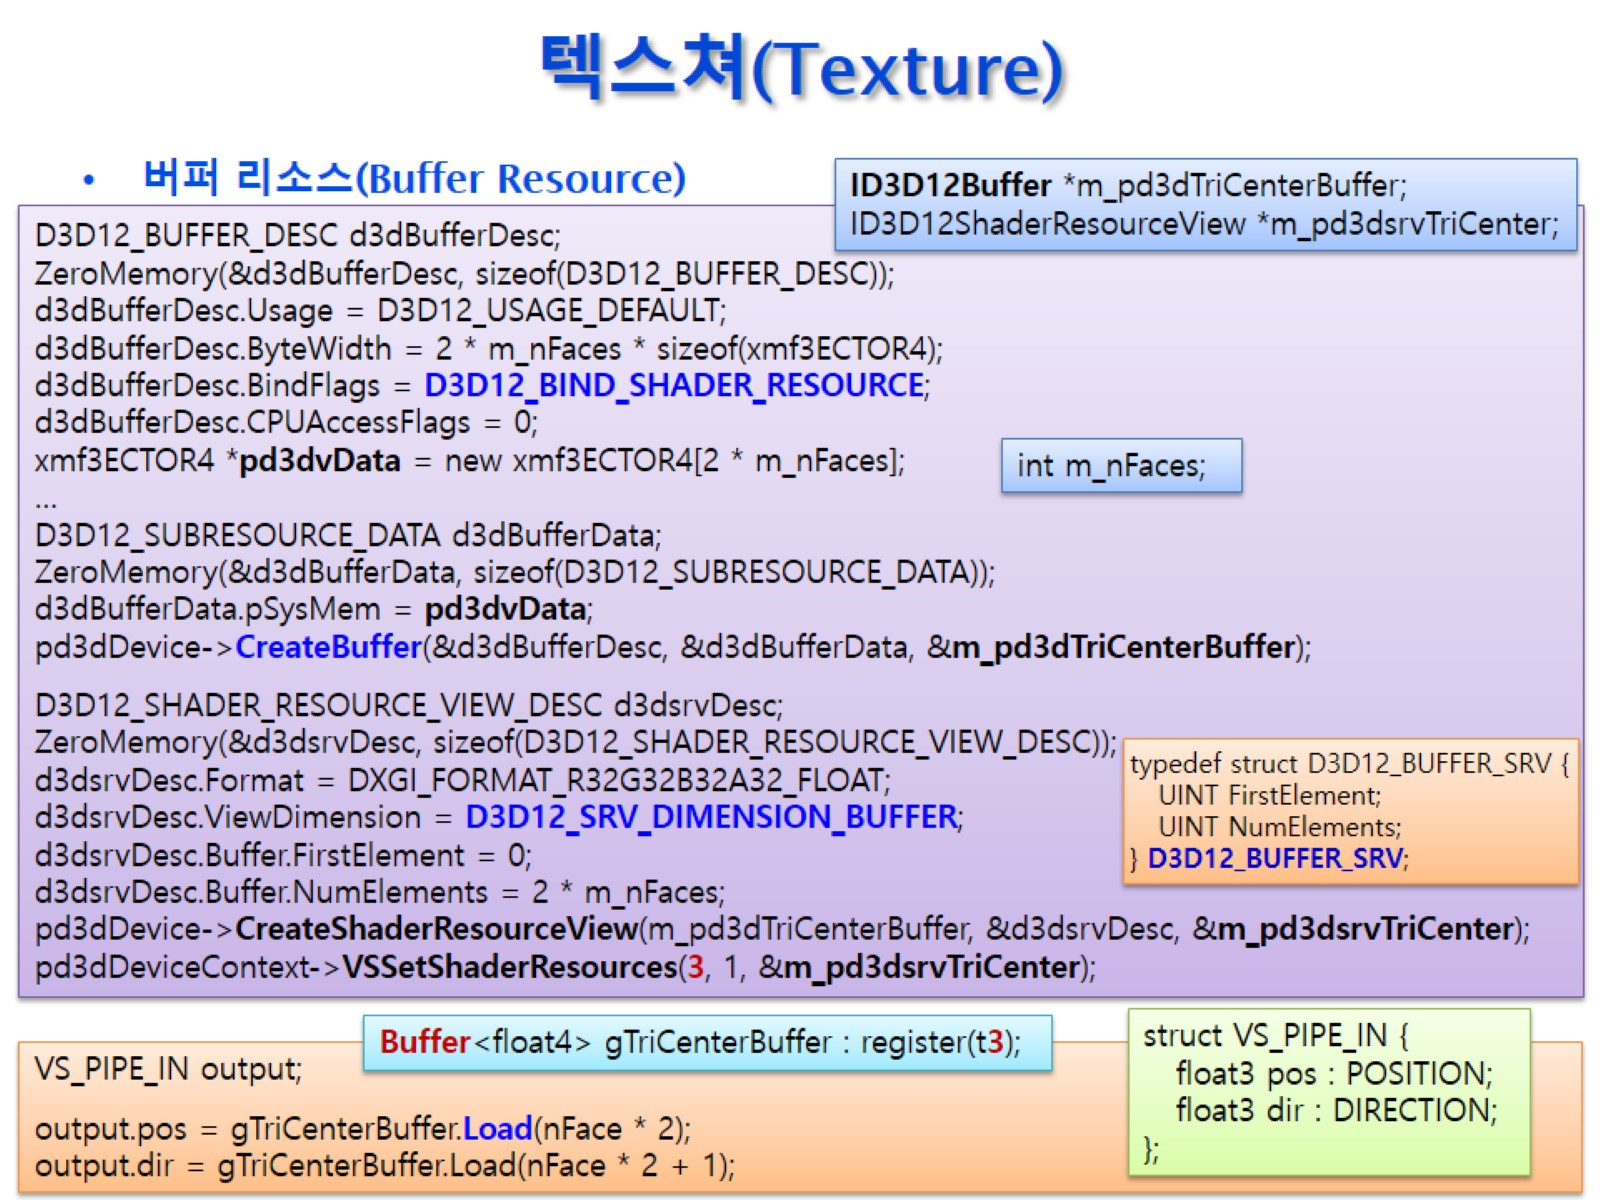 텍스쳐(Texture)
• 버퍼 리소스(Buffer Resource)
ID3D12Buffer *m_pd3dTriCenterBuffer;
ID3D12ShaderResourceView *m_pd3dsrvTriCenter;
D3D12_BUFFER_DESC d3dBufferDesc;
ZeroMemory(&d3dBufferDesc, sizeof(D3D12_BUFFER_DESC));
d3dBufferDesc.Usage = D3D12_USAGE_DEFAULT;
d3dBufferDesc.ByteWidth = 2 * m_nFaces * sizeof(xmf3ECTOR4);
d3dBufferDesc.BindFlags = D3D12_BIND_SHADER_RESOURCE;
d3dBufferDesc.CPUAccessFlags = 0;
xmf3ECTOR4 *pd3dvData = new xmf3ECTOR4[2 * m_nFaces];
int m_nFaces;
...
D3D12_SUBRESOURCE_DATA d3dBufferData;
ZeroMemory(&d3dBufferData, sizeof(D3D12_SUBRESOURCE_DATA));
d3dBufferData.pSysMem = pd3dvData;
pd3dDevice->CreateBuffer(&d3dBufferDesc, &d3dBufferData, &m_pd3dTriCenterBuffer);
D3D12_SHADER_RESOURCE_VIEW_DESC d3dsrvDesc;
ZeroMemory(&d3dsrvDesc, sizeof(D3D12_SHADER_RESOURCE_VIEW_DESC));
d3dsrvDesc.Format = DXGI_FORMAT_R32G32B32A32_FLOAT;
d3dsrvDesc.ViewDimension = D3D12_SRV_DIMENSION_BUFFER;
d3dsrvDesc.Buffer.FirstElement = 0;
d3dsrvDesc.Buffer.NumElements = 2 * m_nFaces;
pd3dDevice->CreateShaderResourceView(m_pd3dTriCenterBuffer, &d3dsrvDesc, &m_pd3dsrvTriCenter);
pd3dDeviceContext->VSSetShaderResources(3, 1, &m_pd3dsrvTriCenter);
typedef struct D3D12_BUFFER_SRV {
UINT FirstElement;
UINT NumElements;
} D3D12_BUFFER_SRV;
Buffer<float4> gTriCenterBuffer : register(t3);
VS_PIPE_IN output;
output.pos = gTriCenterBuffer.Load(nFace * 2);
output.dir = gTriCenterBuffer.Load(nFace * 2 + 1);
struct VS_PIPE_IN {
float3 pos : POSITION;
float3 dir : DIRECTION;
};